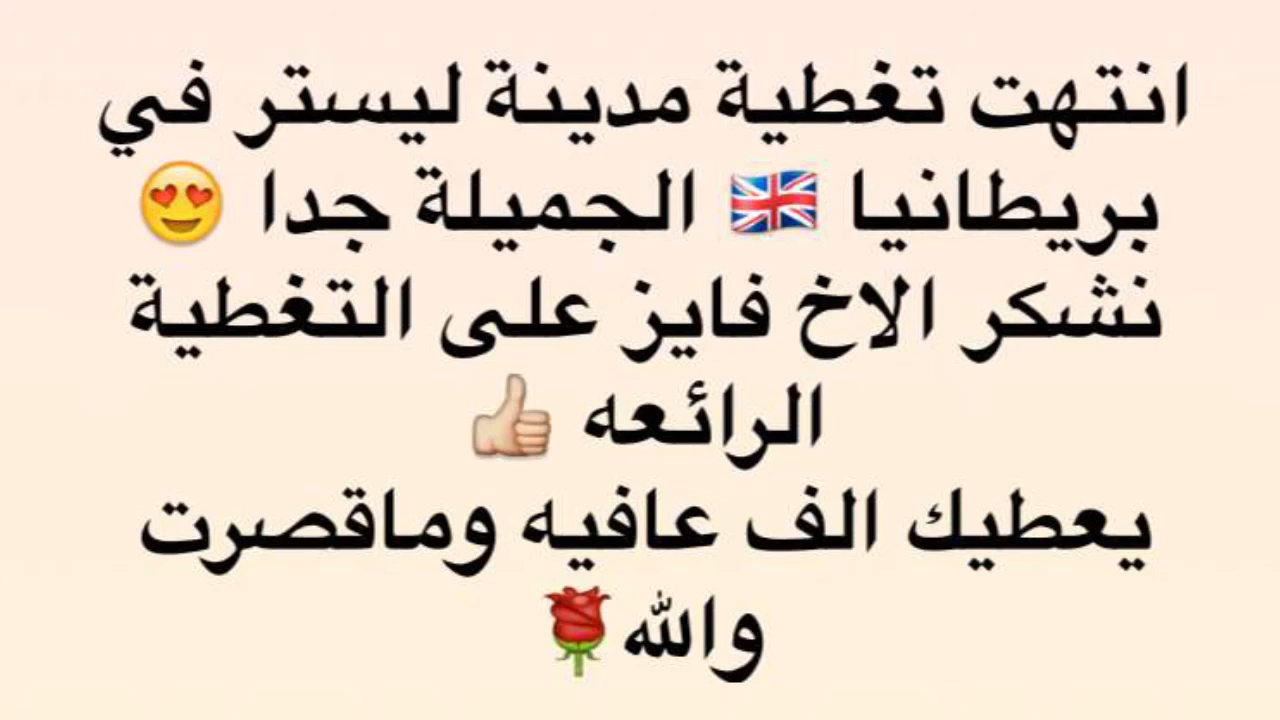 انتهت تغطية مدينة ليستر في
بريطانيا 🇬🇧 الجميلة جدا 😍
نشكر الاخ فايز على التغطية
الرائعه 👍🏼
يعطيك الف عافيه وماقصرت
والله🌹